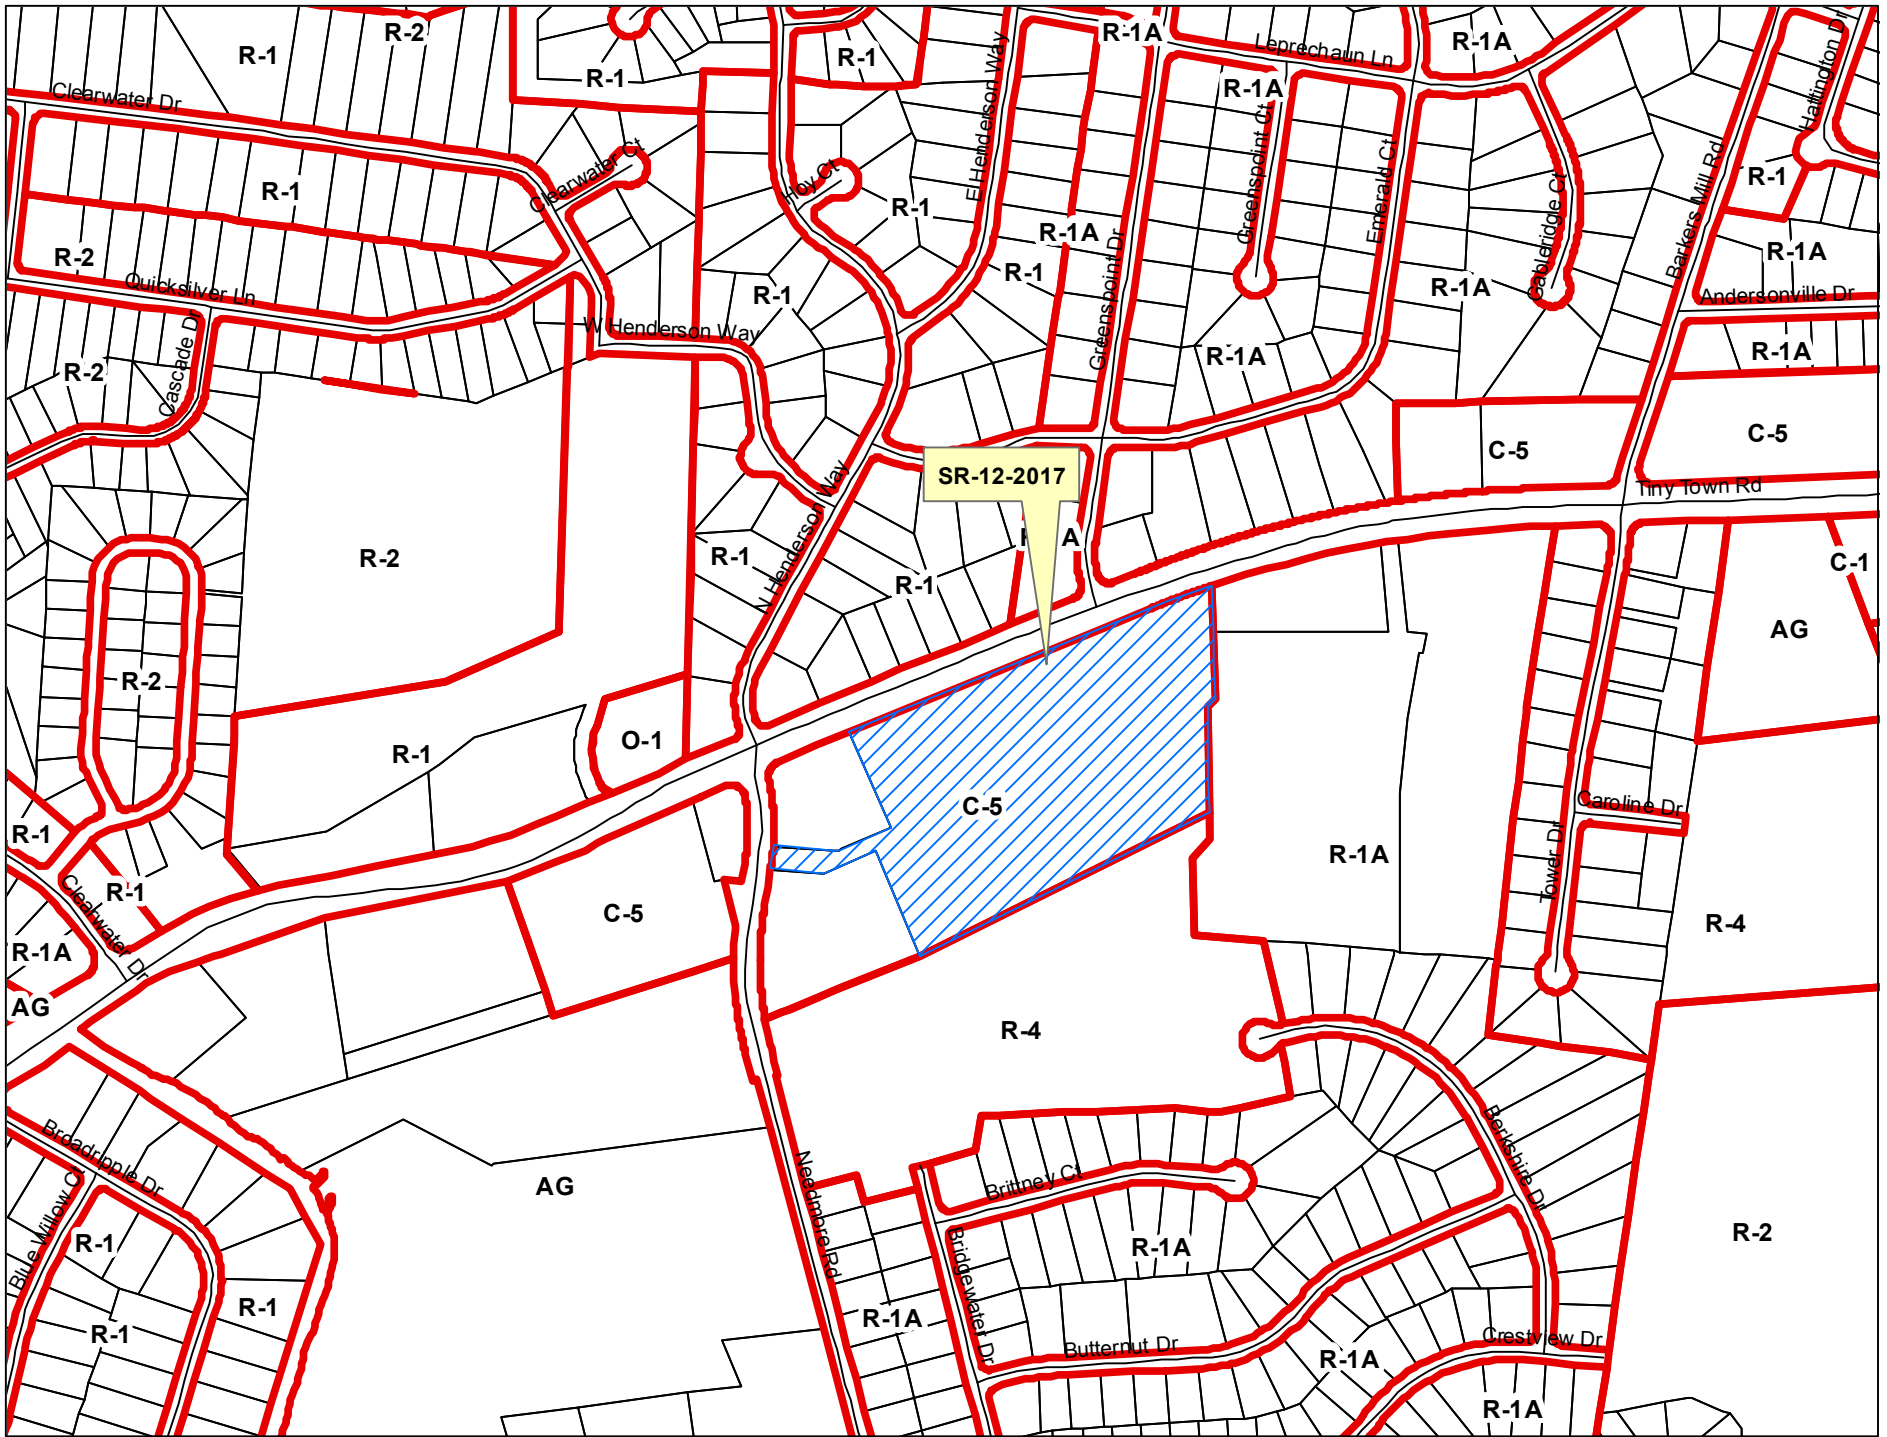 R-1
R-2
R-1
R-1
R-1A
Leprechaun Ln
R-1A
Hattington Dr
Clearwater Dr
R-1A
E Henderson Way
Greenspoint Ct
Clearwater Ct
Hoy Ct
Emerald Ct
Gableridge Ct
Barkers Mill Rd
R-1
R-1
R-1
R-1A
R-1A
R-2
R-1
Greenspoint Dr
Quicksilver Ln
R-1
R-1A
Andersonville Dr
W Henderson Way
Cascade Dr
R-2
R-1A
R-1A
C-5
C-5
SR-12-2017
Tiny Town Rd
N Henderson Way
R-2
R-1
A
R-1
C-1
AG
R-2
R-1
O-1
C-5
Caroline Dr
R-1
R-1A
Tower Dr
R-1
Clearwater Dr
C-5
R-4
R-1A
AG
R-4
Broadripple Dr
Berkshire Dr
Needmore Rd
Brittney Ct
AG
Blue Willow Ct
R-1
R-1A
R-2
Bridgewater Dr
R-1
R-1A
R-1
Butternut Dr
Crestview Dr
R-1A
R-1A